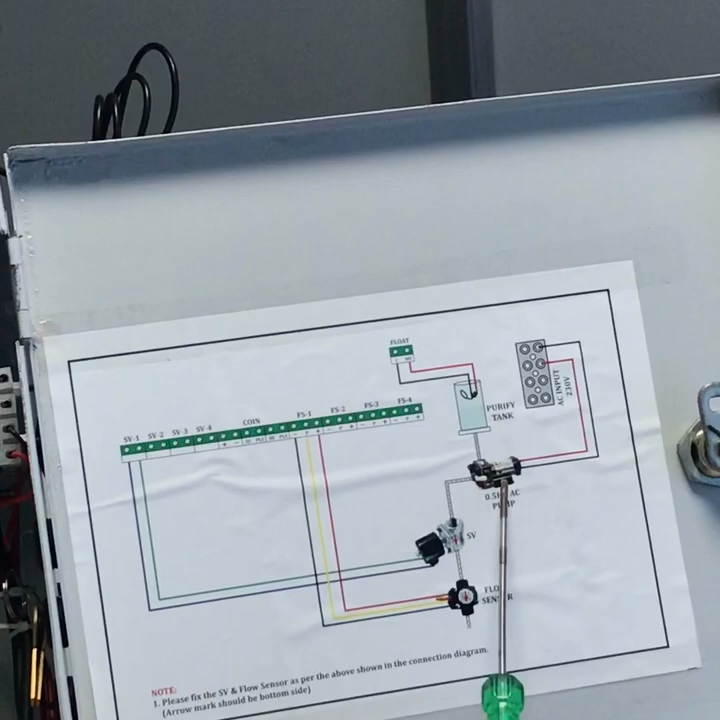 FLOAT
AC INPUT
230V
PURIFY
TANK
SV-1 SV-2 SV-3 SV-4 COIN FS-1 FS-2 FS-3 FS-4
AC
SV
NOTE:
1. Please fix the SV & Flow Sensor as per the above shown in the connection diagram.
(Arrow mark should be bottom side)